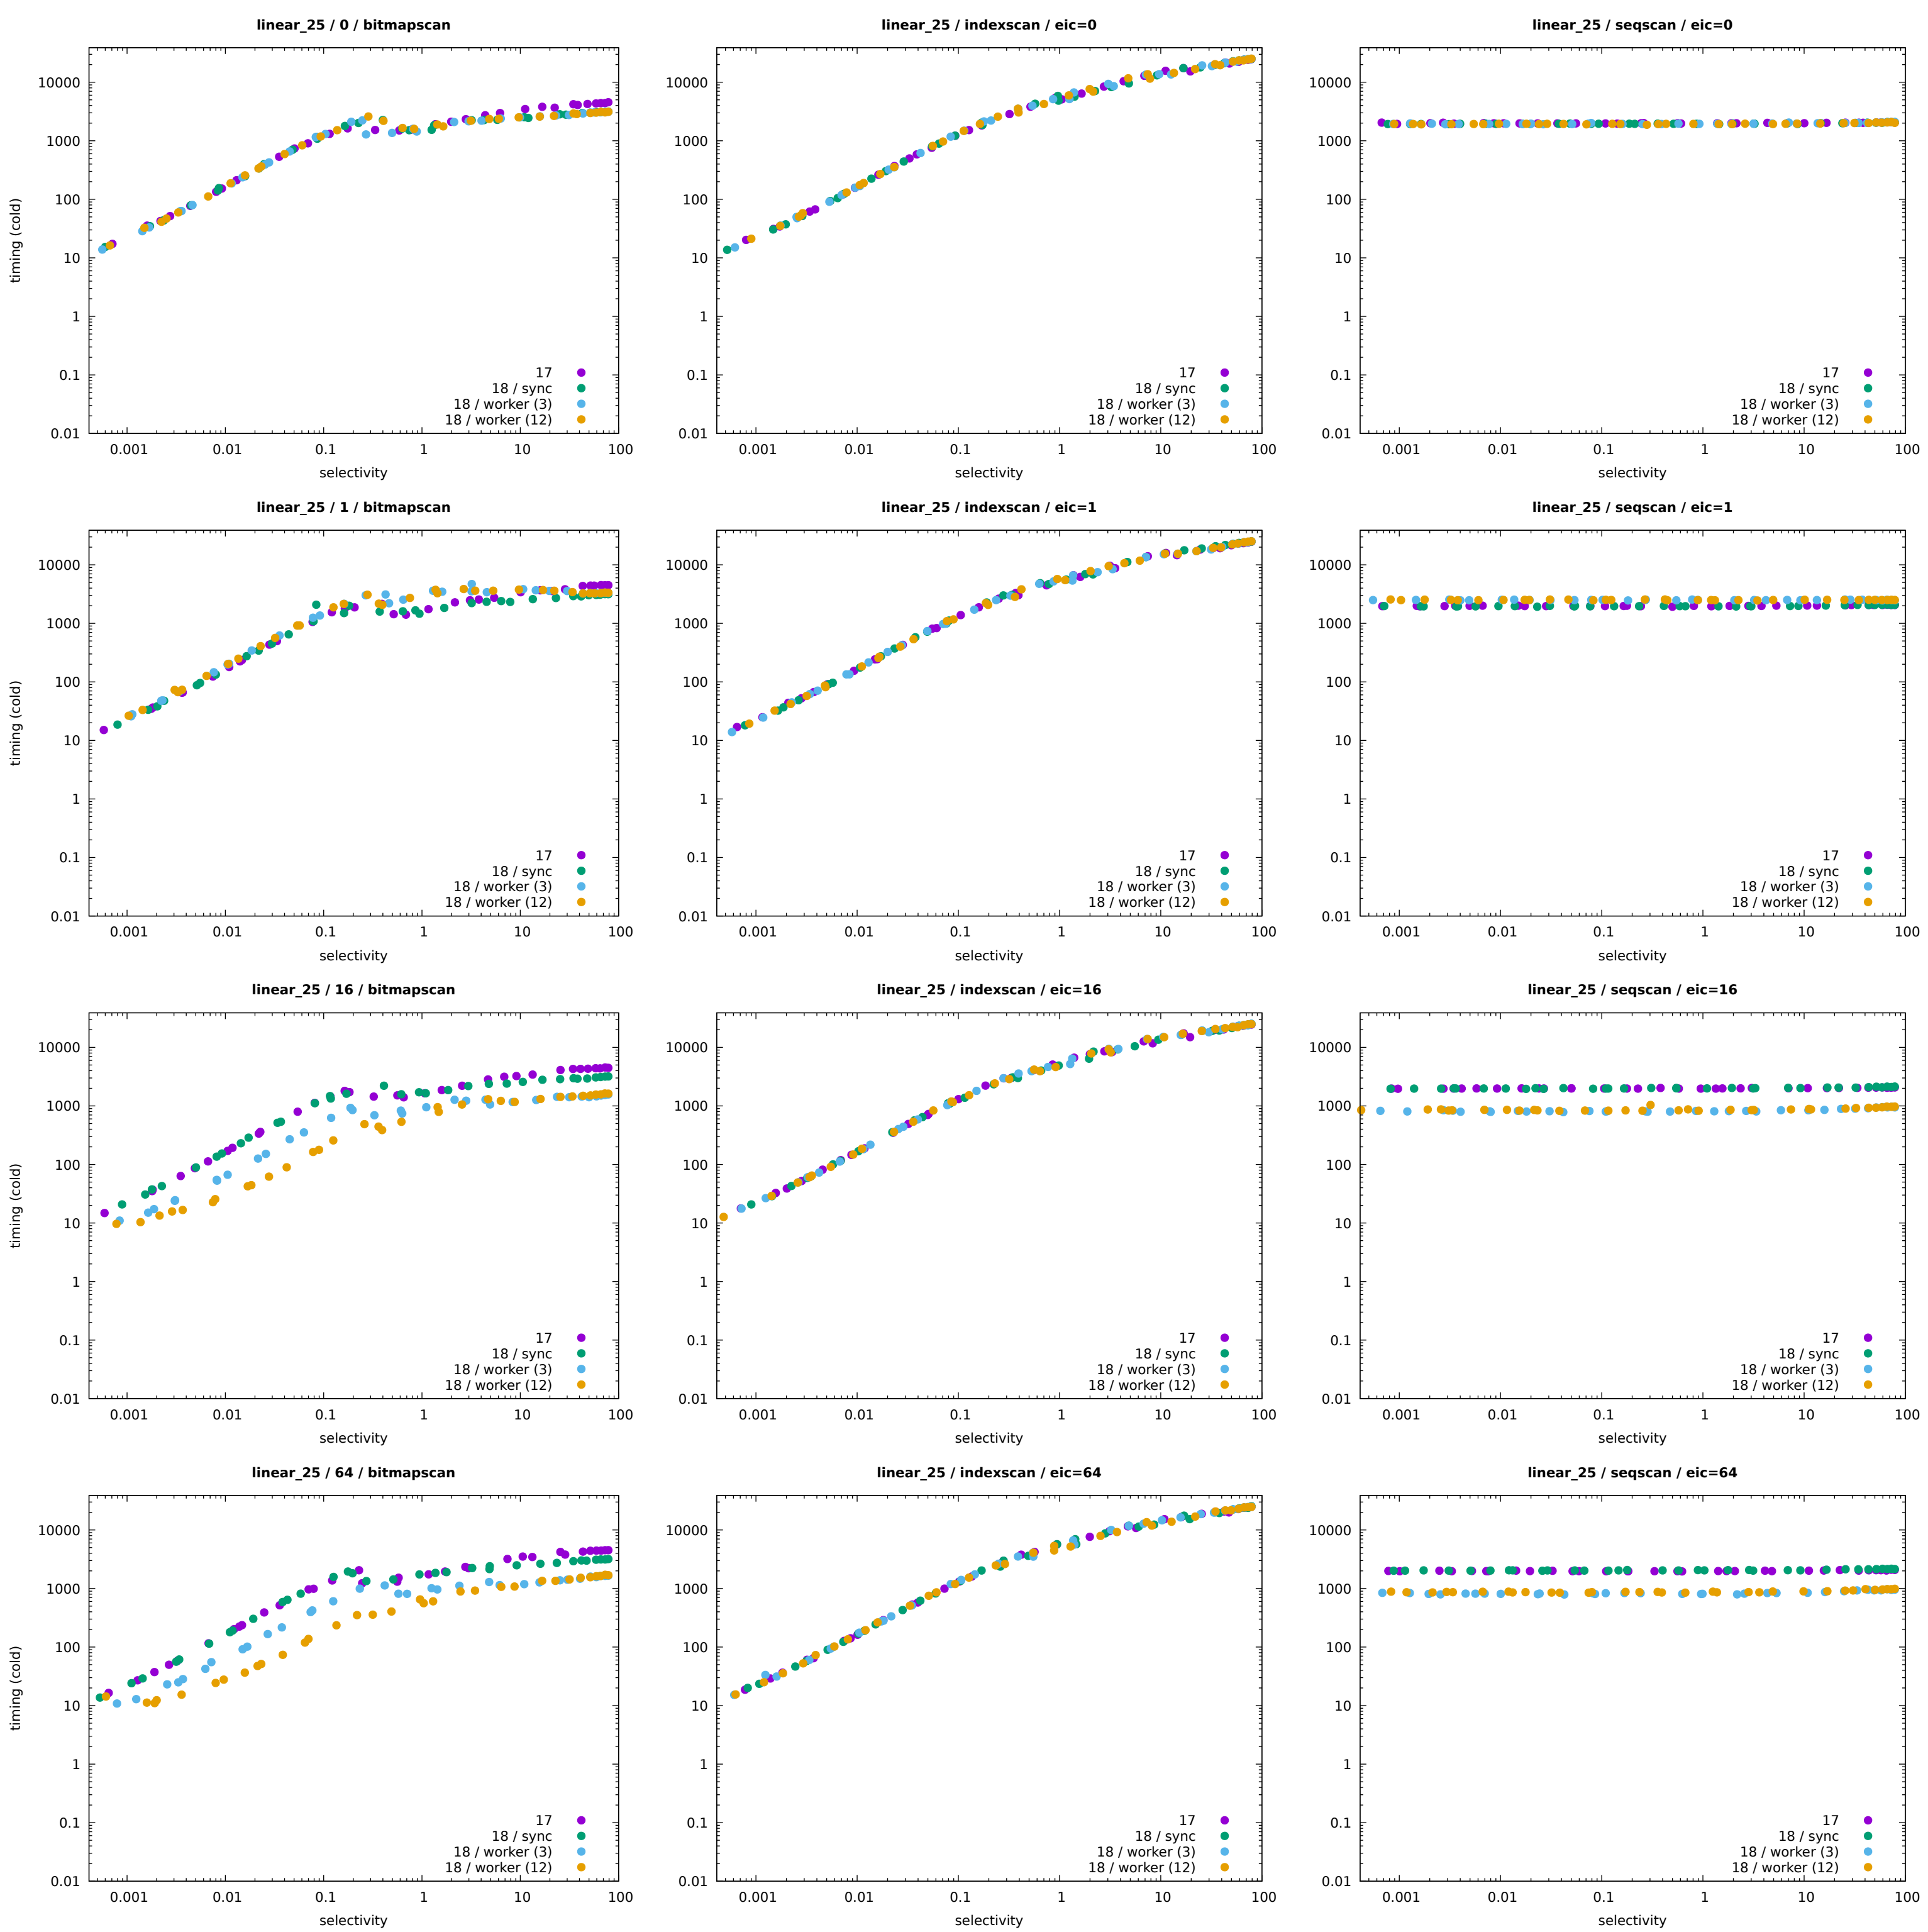 linear_25 / 0 / bitmapscan
timing (cold)
10000
1000
100
10
1
0.1
0.01
17
18 / sync
18 / worker (3)
18 / worker (12)
0.001 0.01 0.1 1 10 100
selectivity
linear_25 / indexscan / eic=0
10000
1000
100
10
1
0.1
0.01
17
18 / sync
18 / worker (3)
18 / worker (12)
0.001 0.01 0.1 1 10 100
selectivity
linear_25 / seqscan / eic=0
10000
1000
100
10
1
0.1
0.01
17
18 / sync
18 / worker (3)
18 / worker (12)
0.001 0.01 0.1 1 10 100
selectivity
linear_25 / 1 / bitmapscan
timing (cold)
10000
1000
100
10
1
0.1
0.01
17
18 / sync
18 / worker (3)
18 / worker (12)
0.001 0.01 0.1 1 10 100
selectivity
linear_25 / indexscan / eic=1
10000
1000
100
10
1
0.1
0.01
17
18 / sync
18 / worker (3)
18 / worker (12)
0.001 0.01 0.1 1 10 100
selectivity
linear_25 / seqscan / eic=1
10000
1000
100
10
1
0.1
0.01
17
18 / sync
18 / worker (3)
18 / worker (12)
0.001 0.01 0.1 1 10 100
selectivity
linear_25 / 16 / bitmapscan
timing (cold)
10000
1000
100
10
1
0.1
0.01
17
18 / sync
18 / worker (3)
18 / worker (12)
0.001 0.01 0.1 1 10 100
selectivity
linear_25 / indexscan / eic=16
10000
1000
100
10
1
0.1
0.01
17
18 / sync
18 / worker (3)
18 / worker (12)
0.001 0.01 0.1 1 10 100
selectivity
linear_25 / seqscan / eic=16
10000
1000
100
10
1
0.1
0.01
17
18 / sync
18 / worker (3)
18 / worker (12)
0.001 0.01 0.1 1 10 100
selectivity
linear_25 / 64 / bitmapscan
timing (cold)
10000
1000
100
10
1
0.1
0.01
17
18 / sync
18 / worker (3)
18 / worker (12)
0.001 0.01 0.1 1 10 100
selectivity
linear_25 / indexscan / eic=64
10000
1000
100
10
1
0.1
0.01
17
18 / sync
18 / worker (3)
18 / worker (12)
0.001 0.01 0.1 1 10 100
selectivity
linear_25 / seqscan / eic=64
10000
1000
100
10
1
0.1
0.01
17
18 / sync
18 / worker (3)
18 / worker (12)
0.001 0.01 0.1 1 10 100
selectivity